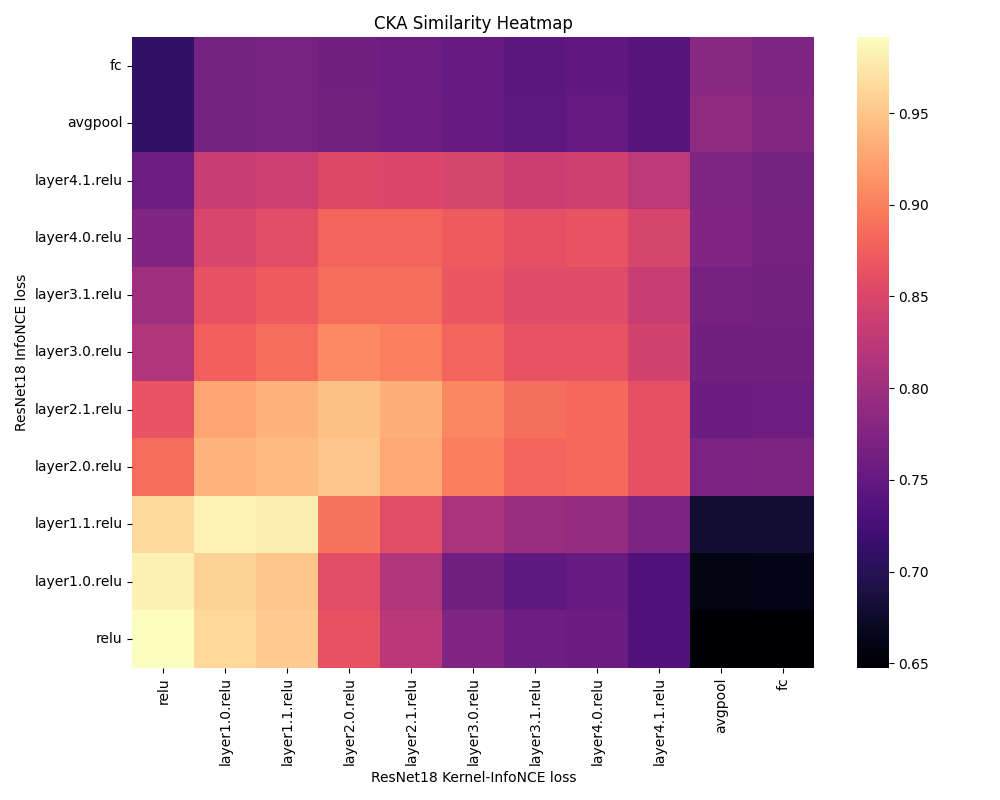 CKA Similarity Heatmap
ResNet18 InfoNCE loss
fc
avgpool
layer4.1.relu
layer4.0.relu
layer3.1.relu
layer3.0.relu
layer2.1.relu
layer2.0.relu
layer1.1.relu
layer1.0.relu
relu
relu
layer1.0.relu
layer1.1.relu
layer2.0.relu
layer2.1.relu
layer3.0.relu
layer3.1.relu
layer4.0.relu
layer4.1.relu
avgpool
fc
ResNet18 Kernel-InfoNCE loss
0.95
0.90
0.85
0.80
0.75
0.70
0.65